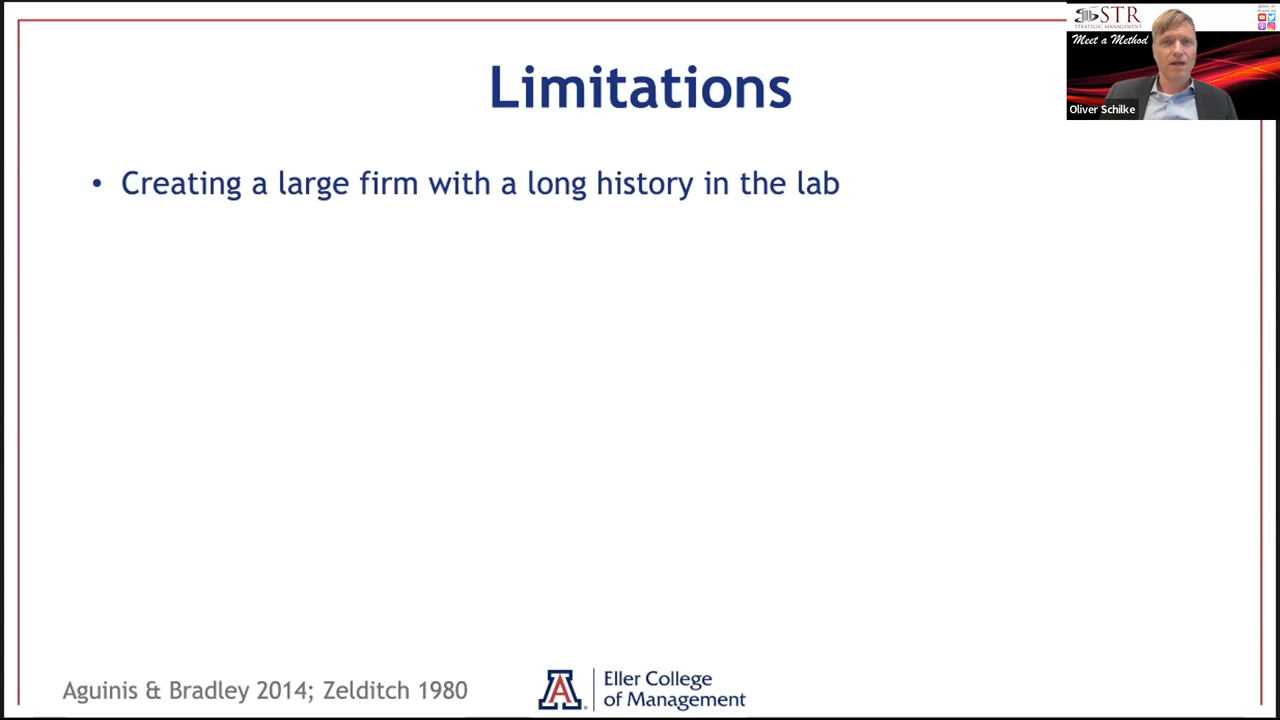 Limitations
STR
STRATEGIC MANAGEMENT
Meet a Method
Oliver Schilke
• Creating a large firm with a long history in the lab
Aguinis & Bradley 2014; Zelditch 1980
A
Eller College
of Management